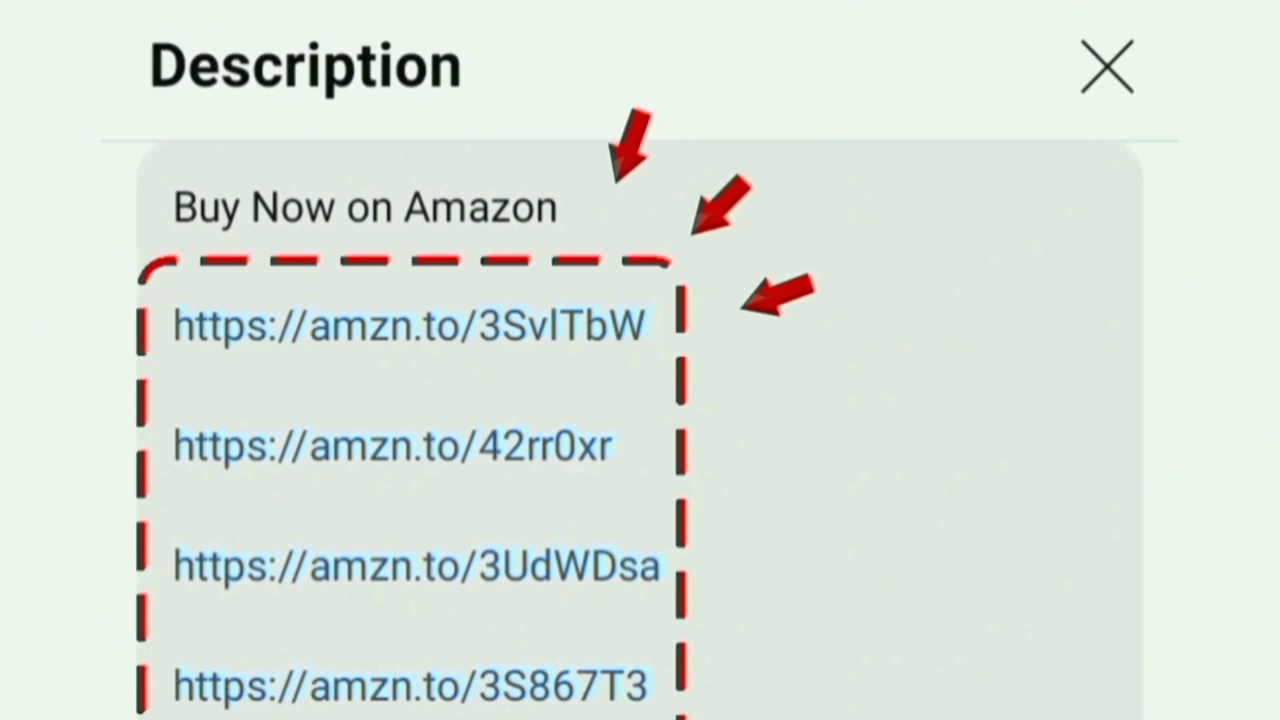 Description
Buy Now on Amazon
https://amzn.to/3SvlTbW
https://amzn.to/42rr0xr
https://amzn.to/3UdWDsa
https://amzn.to/3S867T3